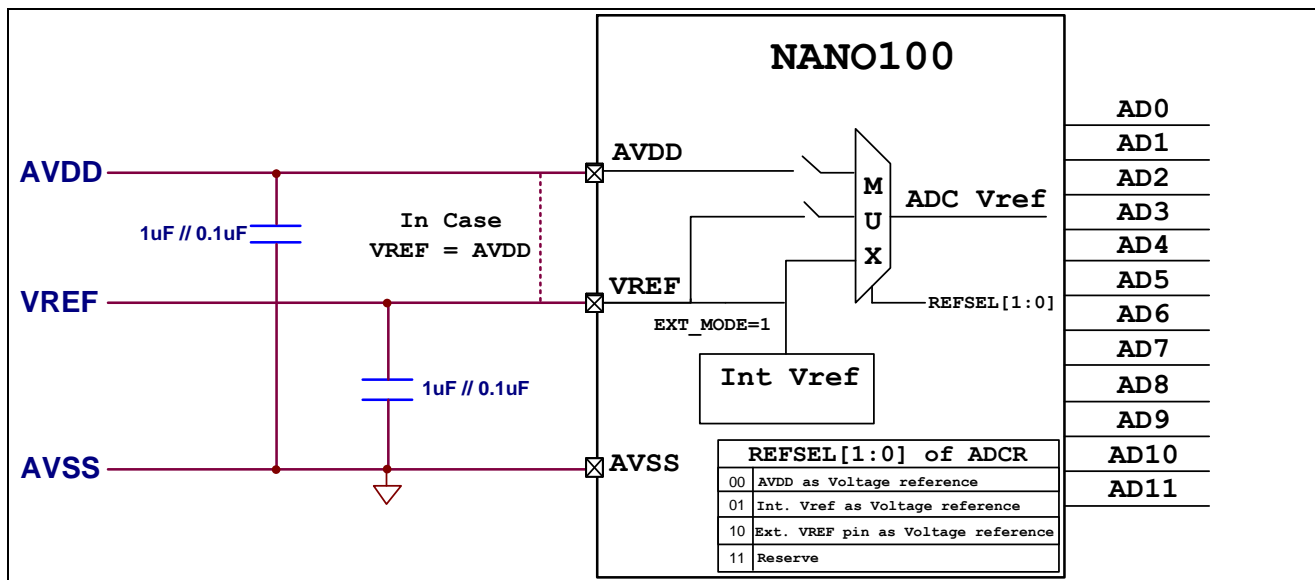 NANO100
AVDD
VREF
AVSS
1uF // 0.1uF
1uF // 0.1uF
In Case
VREF = AVDD
AVDD
VREF
AVSS
EXT_MODE=1
M
U
X
ADC Vref
REFSEL[1:0]
Int Vref
REFSEL[1:0] of ADCR
00 AVDD as Voltage reference
01 Int. Vref as Voltage reference
10 Ext. VREF pin as Voltage reference
11 Reserve
AD0
AD1
AD2
AD3
AD4
AD5
AD6
AD7
AD8
AD9
AD10
AD11